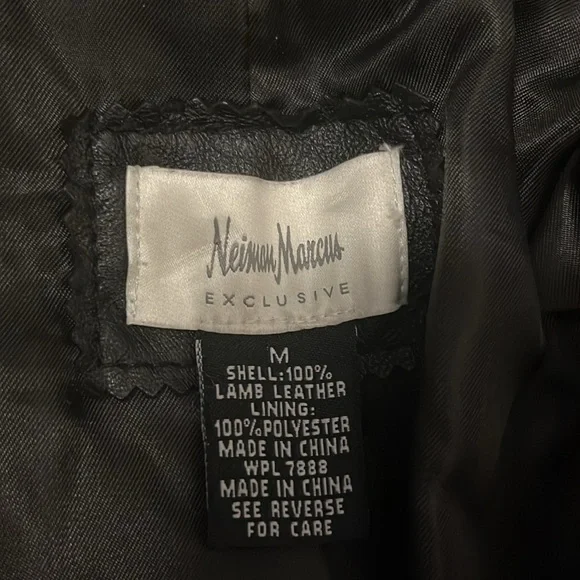 Neiman Marcus
EXCLUSIVE
M
SHELL:100%
LAMB LEATHER
LINING:
100%POLYESTER
MADE IN CHINA
WPL 7888
MADE IN CHINA
SEE REVERSE
FOR CARE